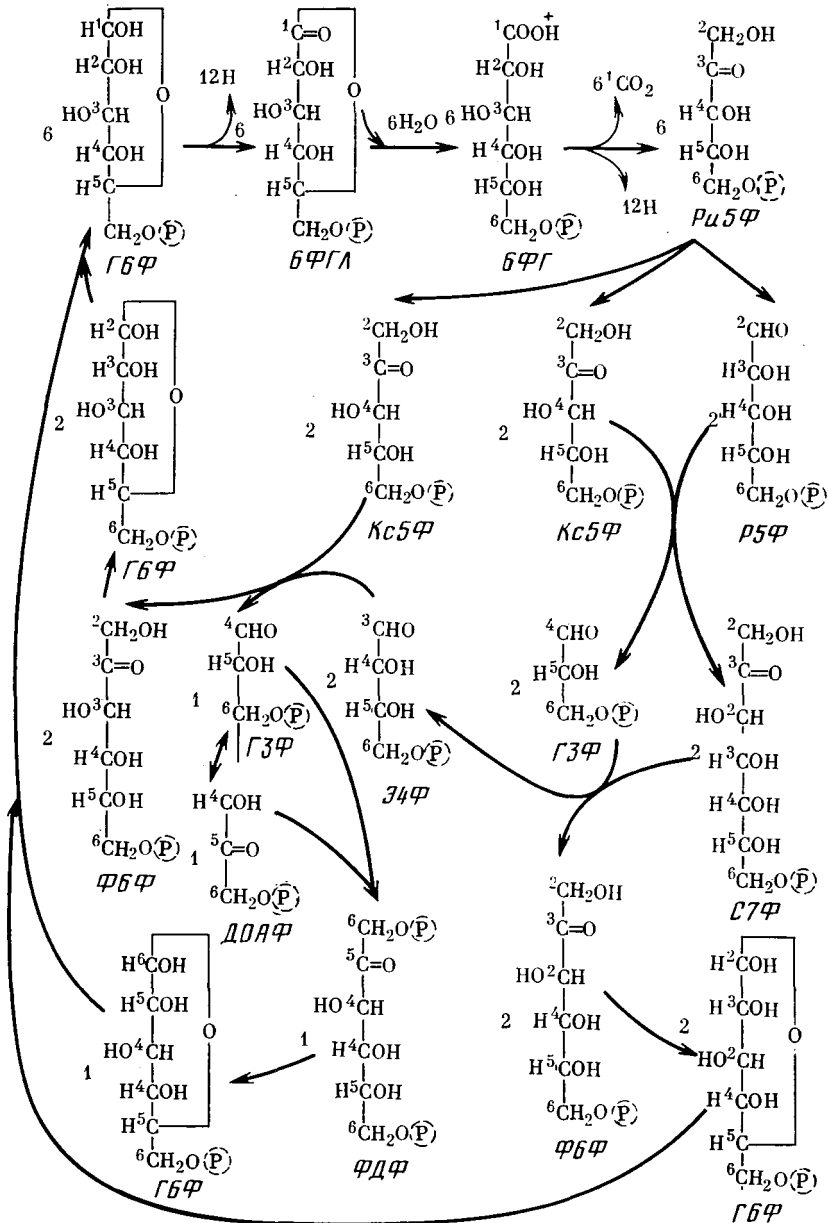 H¹COH
H²COH
HO³CH
H⁴COH
H⁵C
CH₂O(P)
O
6
Г6Ф
12H
¹C=O
H²COH
HO³CH
H⁴COH
H⁵C
CH₂O(P)
O
6
6ФГЛ
6H₂O
¹COOH⁺
H²COH
HO³CH
H⁴COH
H⁵COH
⁶CH₂O(P)
6
6ФГ
6¹CO₂
12H
²CH₂OH
³C=O
H⁴COH
H⁵COH
⁶CH₂O(P)
6
Ри5Ф
H²COH
H³COH
HO³CH
H⁴COH
H⁵C
⁶CH₂O(P)
O
2
Г6Ф
²CH₂OH
³C=O
HO⁴CH
H⁵COH
⁶CH₂O(P)
2
Кс5Ф
²CH₂OH
³C=O
HO⁴CH
H⁵COH
⁶CH₂O(P)
2
Кс5Ф
²CHO
H³COH
H⁴COH
H⁵COH
⁶CH₂O(P)
2
Р5Ф
²CH₂OH
³C=O
HO³CH
H⁴COH
H⁵COH
⁶CH₂O(P)
2
Ф6Ф
⁴CHO
H⁵COH
⁶CH₂O(P)
1
Г3Ф
H⁴COH
⁵C=O
⁶CH₂O(P)
1
ДОАФ
³CHO
H⁴COH
H⁵COH
⁶CH₂O(P)
2
Э4Ф
⁴CHO
H⁵COH
⁶CH₂O(P)
2
Г3Ф
²CH₂OH
³C=O
HO²CH
H³COH
H⁴COH
H⁵COH
⁶CH₂O(P)
2
С7Ф
H⁶COH
H⁵COH
HO⁴CH
H⁴COH
H⁵C
⁶CH₂O(P)
O
1
Г6Ф
⁶CH₂O(P)
⁵C=O
HO⁴CH
H⁴COH
H⁵COH
⁶CH₂O(P)
1
ФДФ
²CH₂OH
³C=O
HO²CH
H⁴COH
H⁵COH
⁶CH₂O(P)
2
Ф6Ф
H²COH
H³COH
HO²CH
H⁴COH
H⁵C
⁶CH₂O(P)
O
2
Г6Ф